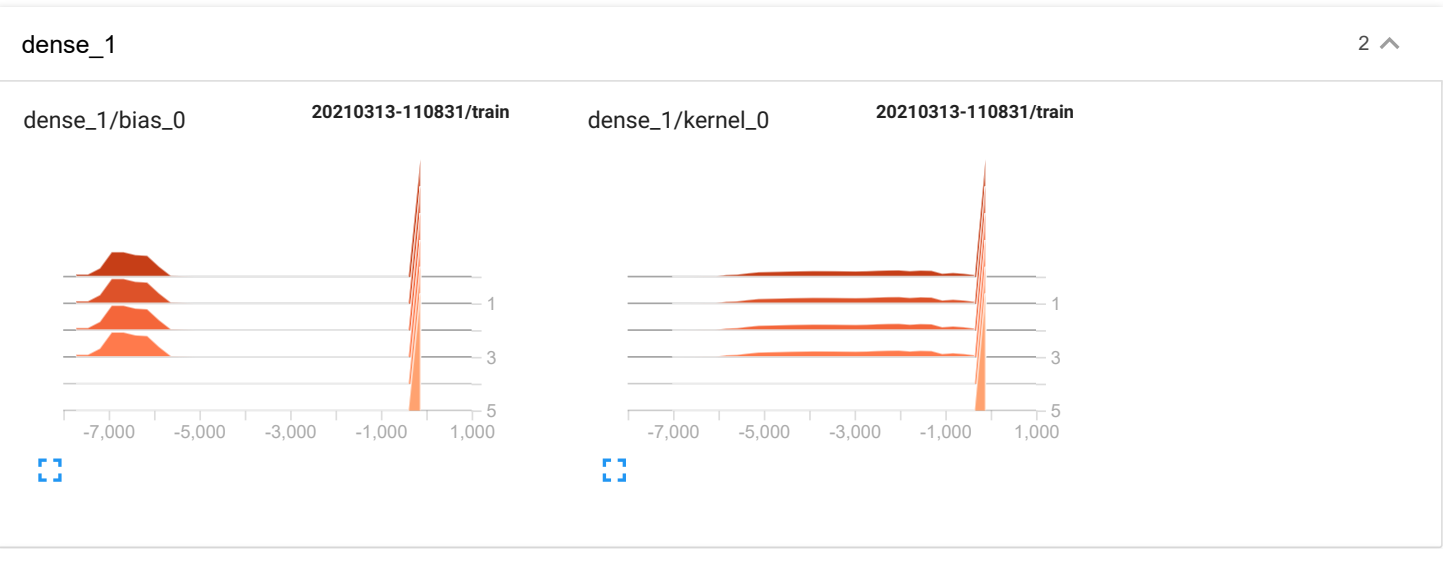 dense_1
2
dense_1/bias_0
20210313-110831/train
1
3
5
-7,000 -5,000 -3,000 -1,000 1,000
dense_1/kernel_0
20210313-110831/train
1
3
5
-7,000 -5,000 -3,000 -1,000 1,000